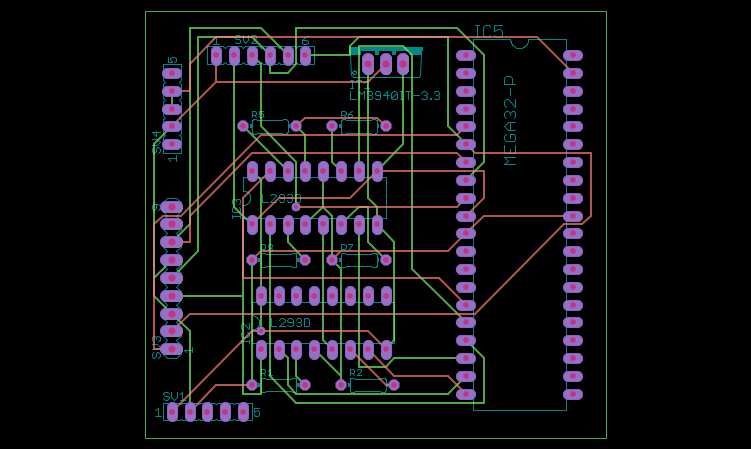 IC5
SV2
1
6
5
LM3940IT-3.3
MEGA32-P
R5
R6
SV4
1
L293D
IC3
9
R8
R7
IC2
L293D
SV3
1
R1
R2
SV1
1
5